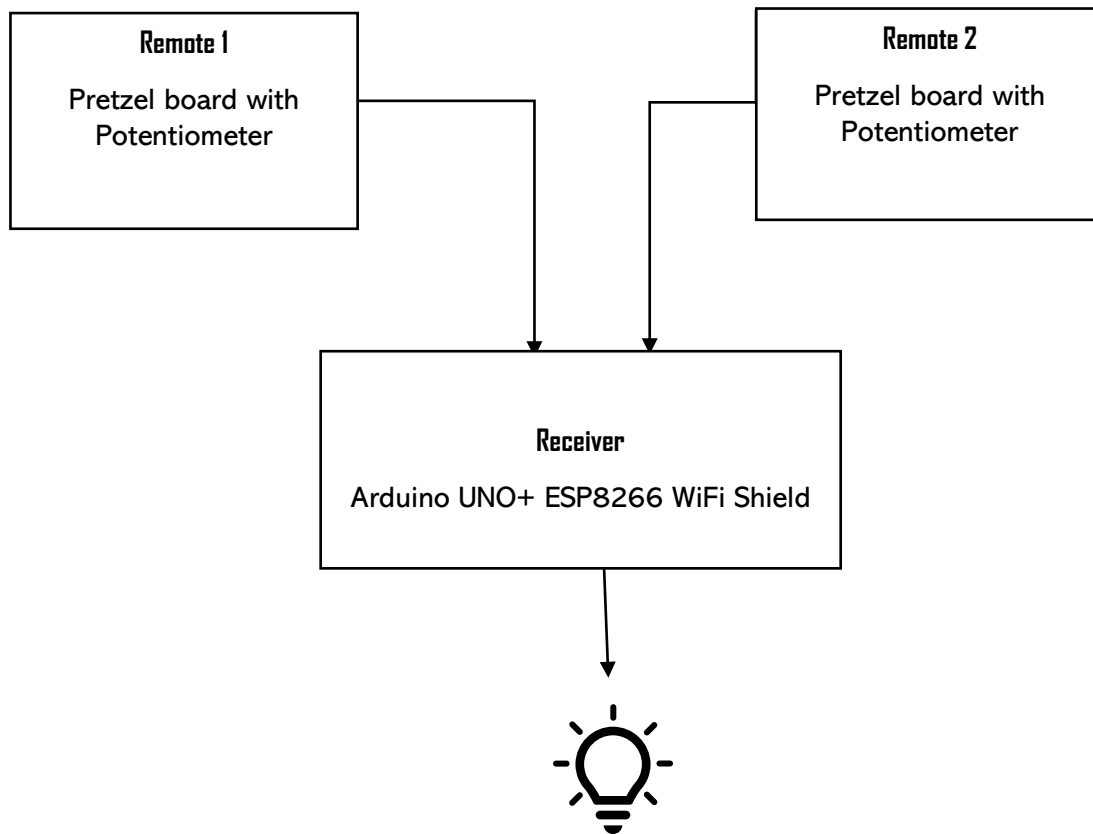 Remote 1
Pretzel board with
Potentiometer
Remote 2
Pretzel board with
Potentiometer
Receiver
Arduino UNO+ ESP8266 WiFi Shield